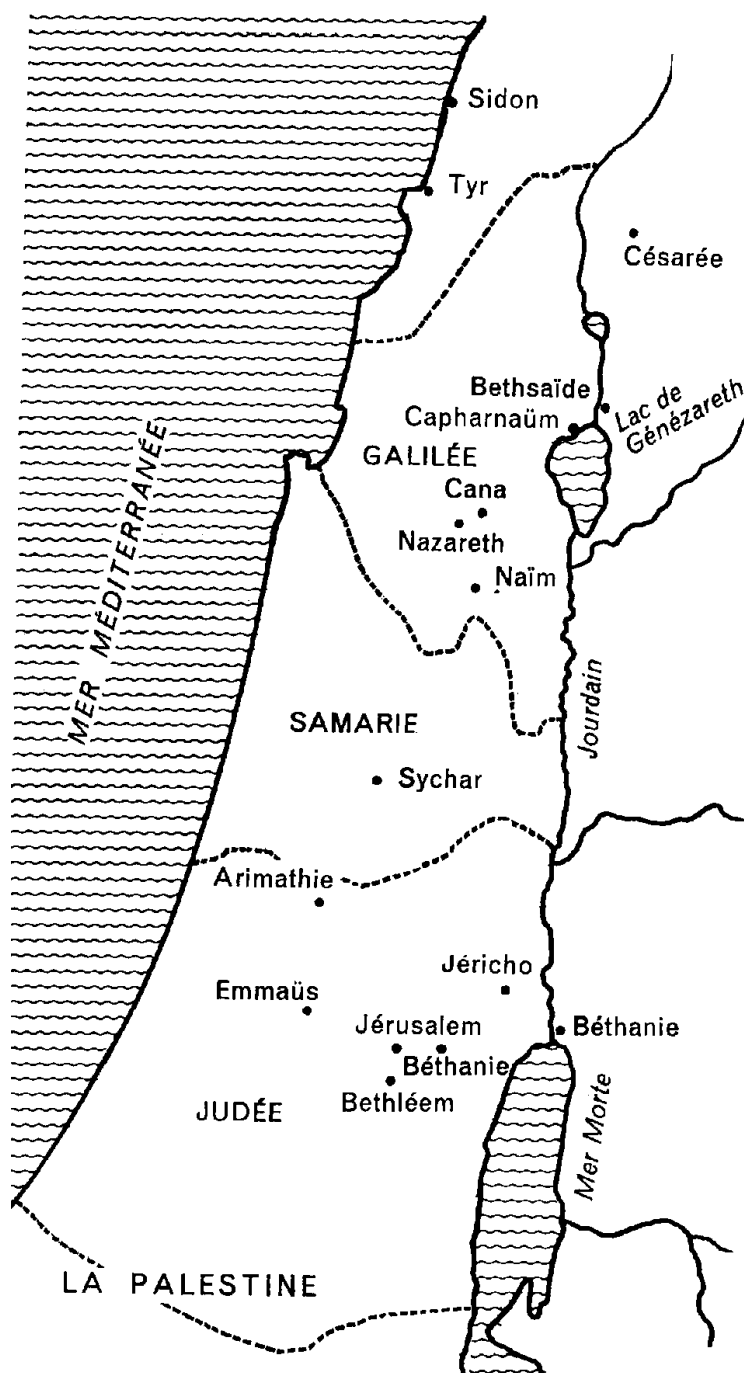 Sidon
Tyr
Césarée
Bethsaïde
Capharnaüm
Lac de
Génézareth
GALILÉE
Cana
Nazareth
Naïm
MER MÉDITERRANÉE
SAMARIE
Jourdain
Sychar
Arimathie
Jéricho
Emmaüs
Jérusalem
Béthanie
Béthanie
Bethléem
JUDÉE
Mer Morte
LA PALESTINE